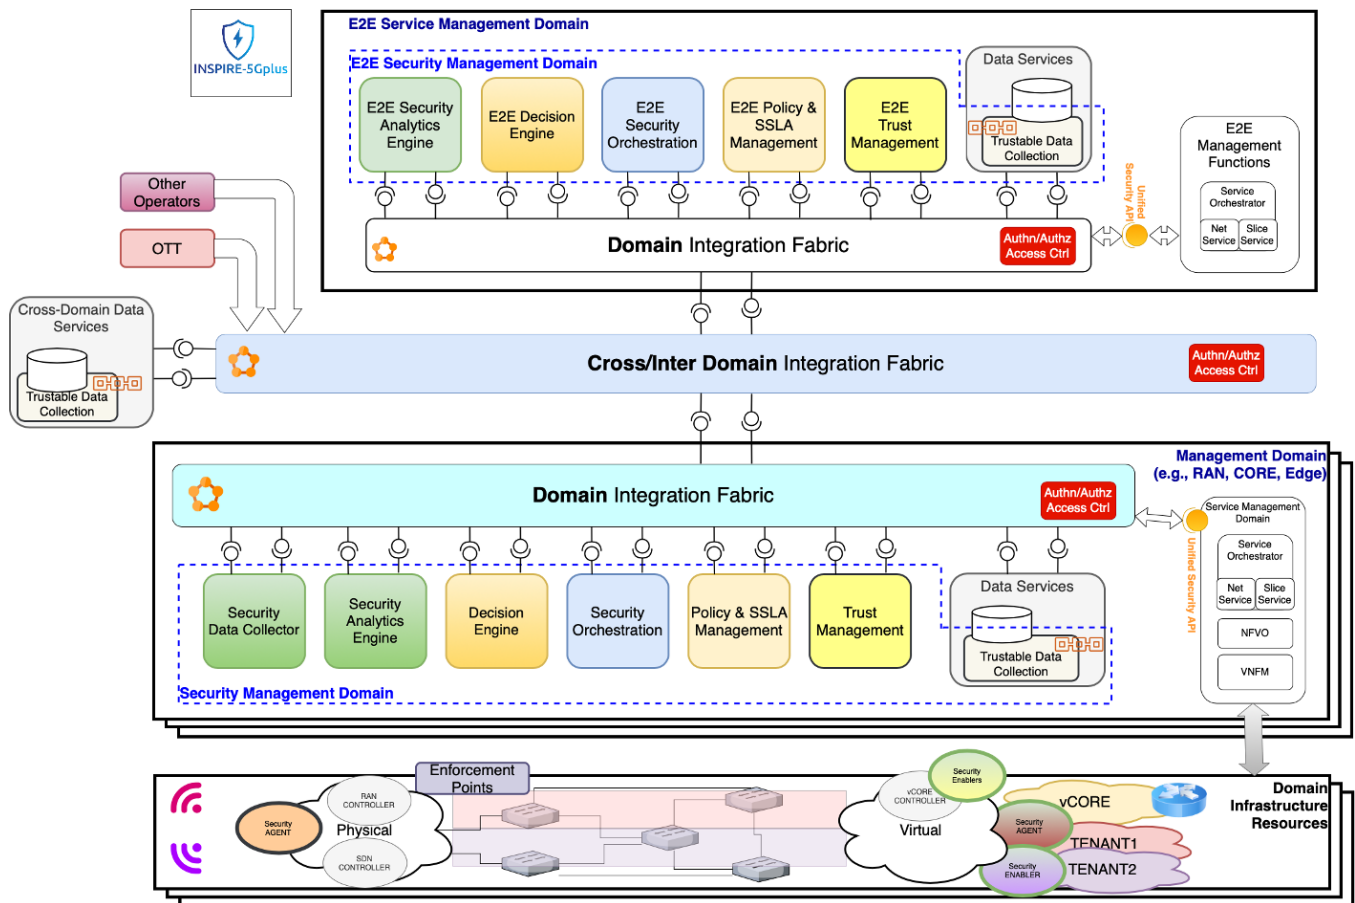 INSPIRE-5Gplus
E2E Service Management Domain
E2E Security Management Domain
E2E Security
Analytics
Engine
E2E Decision
Engine
E2E
Security
Orchestration
E2E Policy &
SSLA
Management
E2E
Trust
Management
Data Services
Trustable Data
Collection
Unified
Security API
E2E
Management
Functions
Service
Orchestrator
Net
Service
Slice
Service
Domain Integration Fabric
Authn/Authz
Access Ctrl
Other
Operators
OTT
Cross-Domain Data
Services
Trustable Data
Collection
Cross/Inter Domain Integration Fabric
Authn/Authz
Access Ctrl
Management Domain
(e.g., RAN, CORE, Edge)
Domain Integration Fabric
Authn/Authz
Access Ctrl
Unified Security API
Service Management
Domain
Service
Orchestrator
Net
Service
Slice
Service
NFVO
VNFM
Security
Data Collector
Security
Analytics
Engine
Decision
Engine
Security
Orchestration
Policy & SSLA
Management
Trust
Management
Data Services
Trustable Data
Collection
Security Management Domain
Enforcement
Points
Security
AGENT
RAN
CONTROLLER
Physical
SDN
CONTROLLER
vCORE
CONTROLLER
Virtual
Security
Enablers
vCORE
Security
AGENT
TENANT1
Security
ENABLER
TENANT2
Domain
Infrastructure
Resources